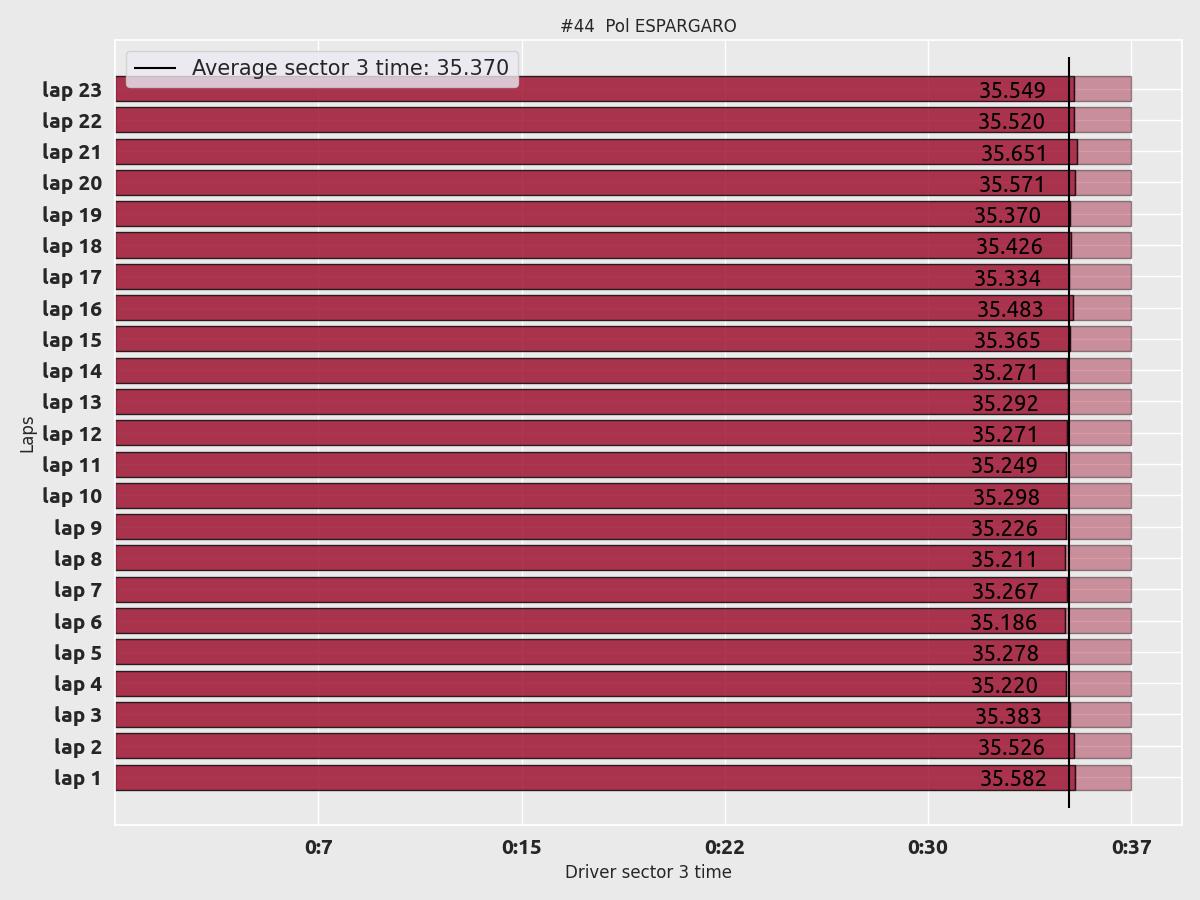 #44 Pol ESPARGARO
Average sector 3 time: 35.370
lap 23 35.549
lap 22 35.520
lap 21 35.651
lap 20 35.571
lap 19 35.370
lap 18 35.426
lap 17 35.334
lap 16 35.483
lap 15 35.365
lap 14 35.271
lap 13 35.292
lap 12 35.271
lap 11 35.249
lap 10 35.298
lap 9 35.226
lap 8 35.211
lap 7 35.267
lap 6 35.186
lap 5 35.278
lap 4 35.220
lap 3 35.383
lap 2 35.526
lap 1 35.582
Laps
0:7 0:15 0:22 0:30 0:37
Driver sector 3 time